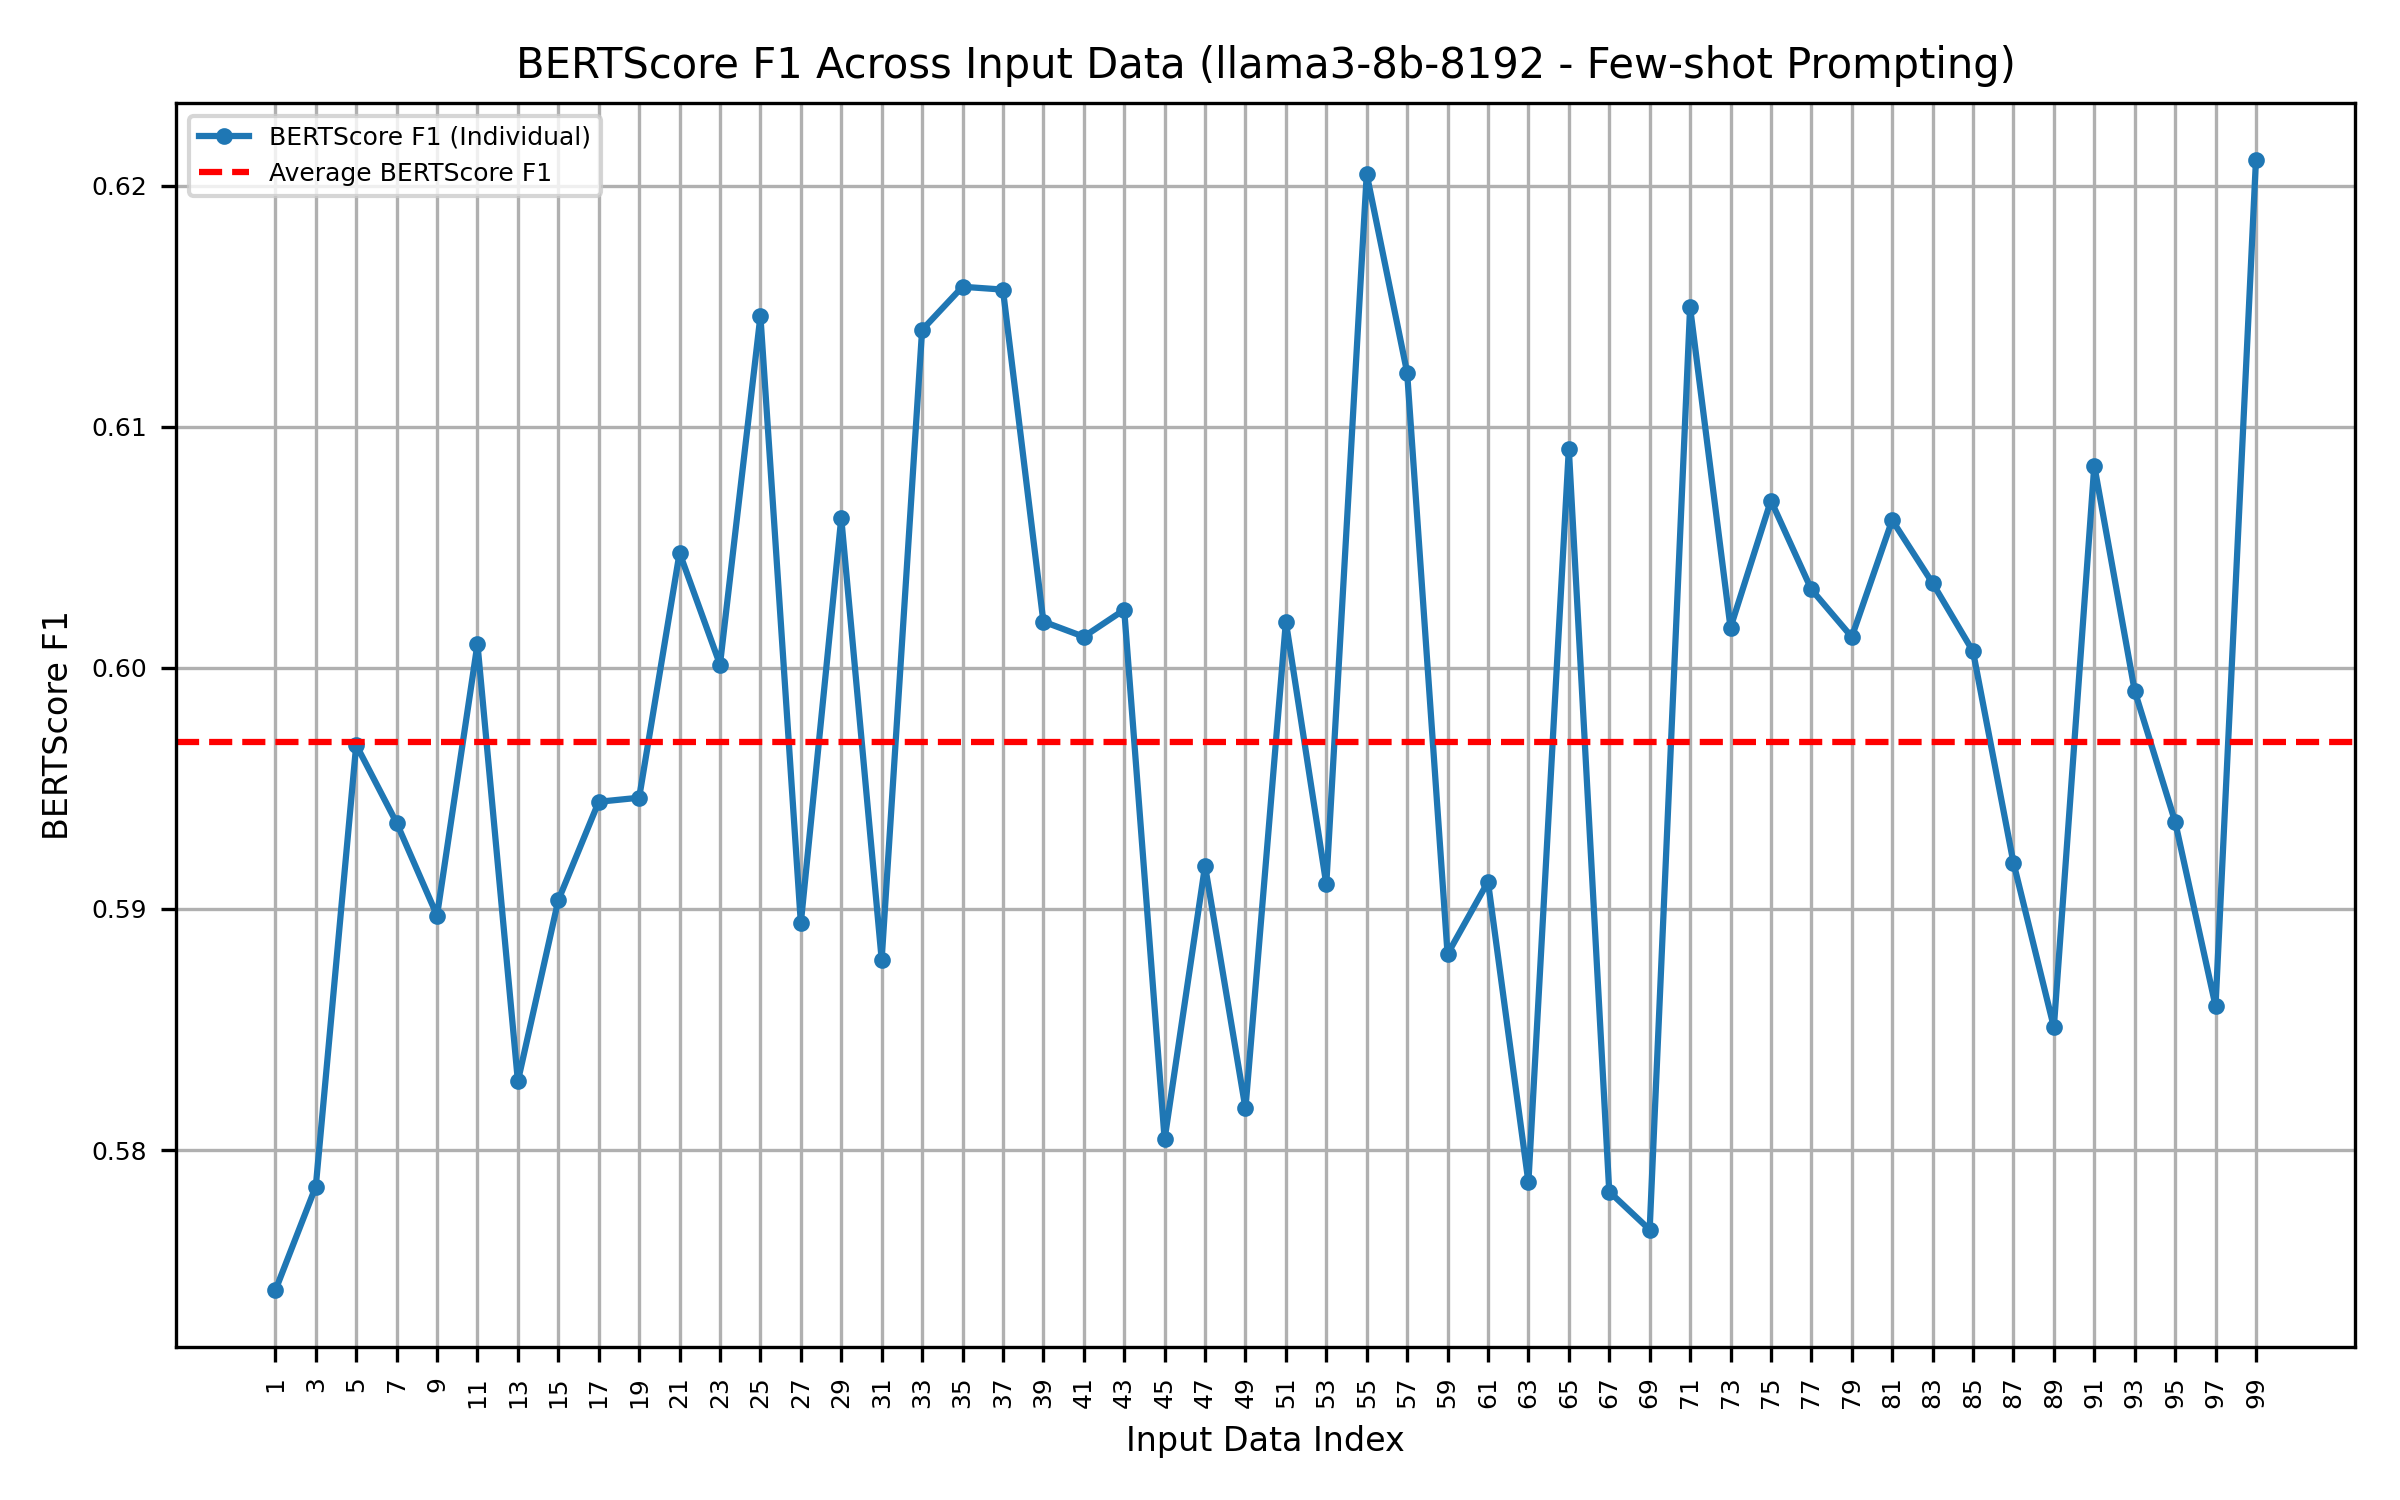 BERTScore F1 Across Input Data (llama3-8b-8192 - Few-shot Prompting)
BERTScore F1 (Individual)
Average BERTScore F1
0.62
0.61
0.60
0.59
0.58
BERTScore F1
1 3 5 7 9 11 13 15 17 19 21 23 25 27 29 31 33 35 37 39 41 43 45 47 49 51 53 55 57 59 61 63 65 67 69 71 73 75 77 79 81 83 85 87 89 91 93 95 97 99
Input Data Index